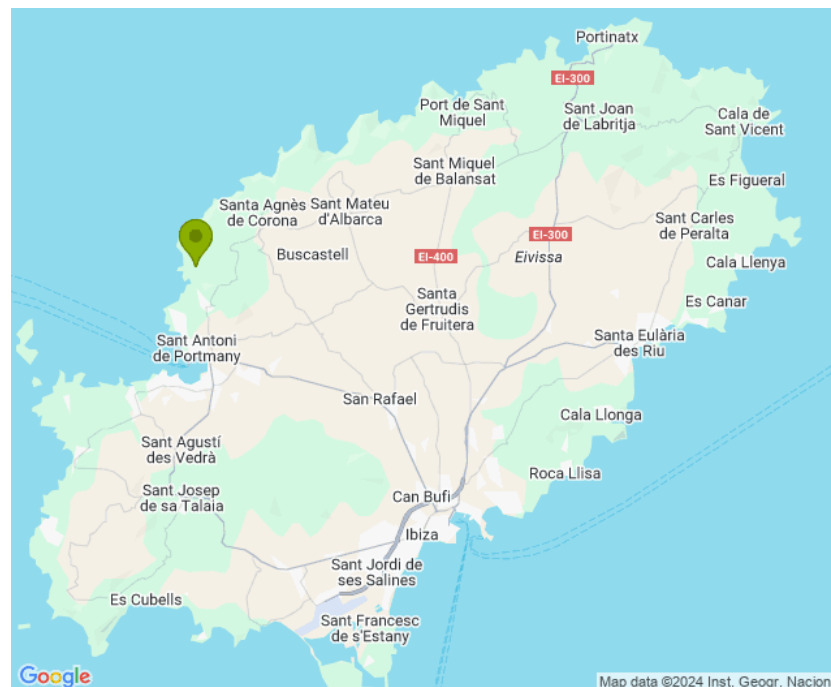 Portinatx
EI-300
Port de Sant
Miquel
Sant Joan
de Labritja
Cala de
Sant Vicent
Sant Miquel
de Balansat
Es Figueral
Santa Agnès
de Corona
Sant Mateu
d'Albarca
Sant Carles
de Peralta
EI-300
Buscastell
EI-400
Eivissa
Cala Llenya
Santa
Gertrudis
de Fruitera
Es Canar
Sant Antoni
de Portmany
Santa Eulària
des Riu
San Rafael
Cala Llonga
Sant Agustí
des Vedrà
Roca Llisa
Sant Josep
de sa Talaia
Can Bufi
Ibiza
Sant Jordi de
ses Salines
Es Cubells
Sant Francesc
de s'Estany
Google
Map data ©2024 Inst. Geogr. Nacion